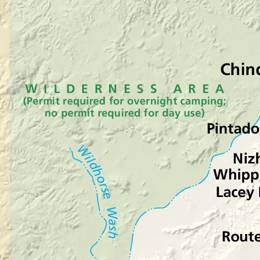 Chind
WILDERNESS AREA
(Permit required for overnight camping;
no permit required for day use)
Pintado
Nizh
Whipp
Lacey
Wildhorse Wash
Route